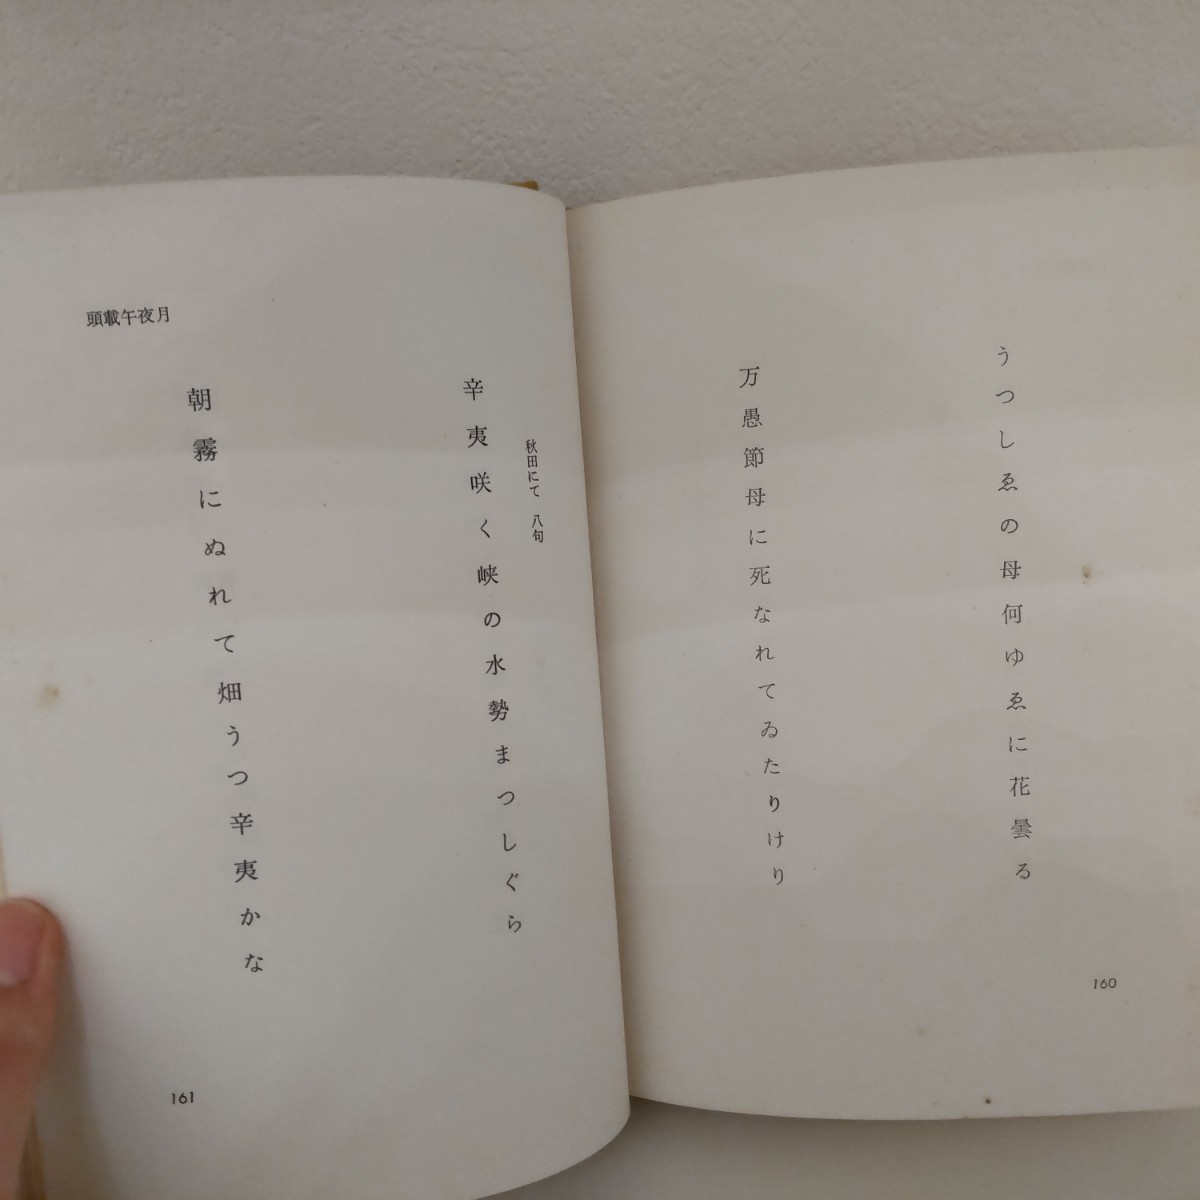 うつしゑの母何ゆゑに花曇る
万愚節母に死なれてゐたりけり
160
秋田にて 八句
辛夷咲く峡の水勢まつしぐら
朝霧にぬれて畑うつ辛夷かな
頭載午夜月
161